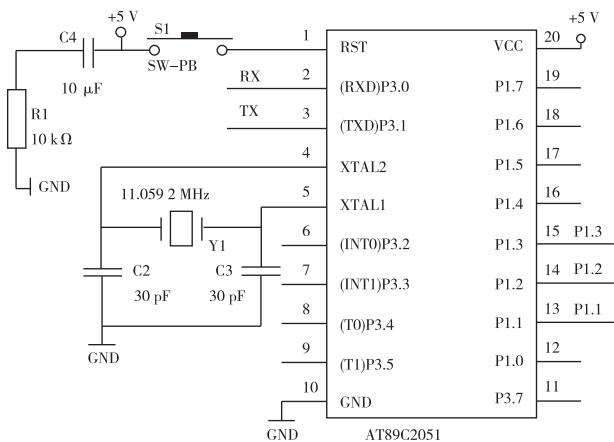 +5 V
C4
S1
SW-PB
10 μF
R1
10 kΩ
GND
1 RST VCC 20 +5 V
RX 2 (RXD)P3.0 P1.7 19
TX 3 (TXD)P3.1 P1.6 18
4 XTAL2 P1.5 17
5 XTAL1 P1.4 16
6 (INT0)P3.2 P1.3 15 P1.3
7 (INT1)P3.3 P1.2 14 P1.2
8 (T0)P3.4 P1.1 13 P1.1
9 (T1)P3.5 P1.0 12
10 GND P3.7 11
11.059 2 MHz
Y1
C2
C3
30 pF
30 pF
GND
GND
AT89C2051